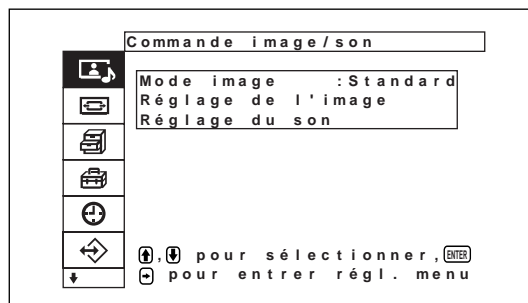 Commande image/son
Mode image :Standard
Réglage de l'image
Réglage du son
, pour sélectionner, ENTER
pour entrer régl. menu